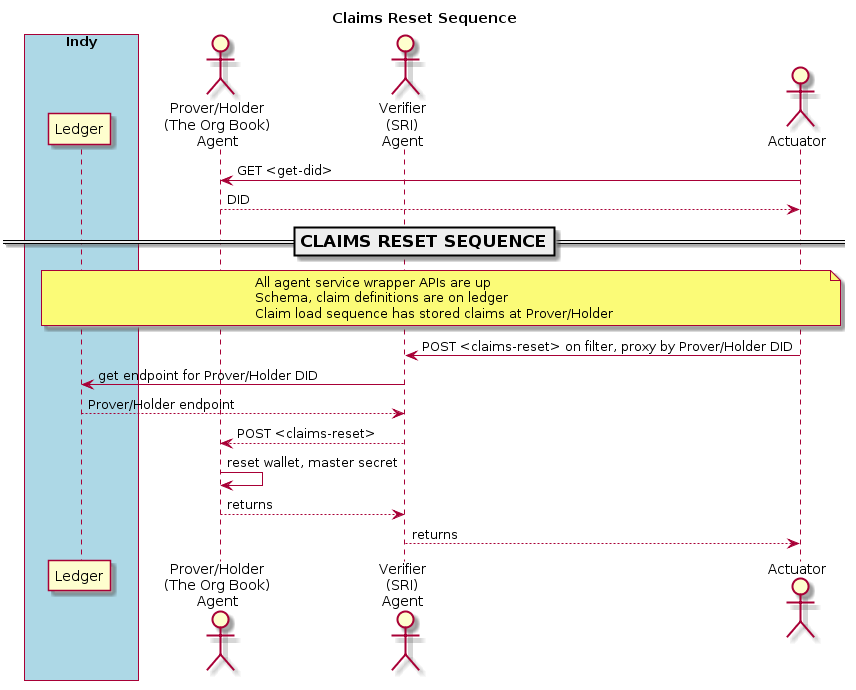 Claims Reset Sequence
Indy
Ledger
Prover/Holder
(The Org Book)
Agent
Verifier
(SRI)
Agent
Actuator
GET <get-did>
DID
CLAIMS RESET SEQUENCE
All agent service wrapper APIs are up
Schema, claim definitions are on ledger
Claim load sequence has stored claims at Prover/Holder
POST <claims-reset> on filter, proxy by Prover/Holder DID
get endpoint for Prover/Holder DID
Prover/Holder endpoint
POST <claims-reset>
reset wallet, master secret
returns
returns
Ledger
Prover/Holder
(The Org Book)
Agent
Verifier
(SRI)
Agent
Actuator